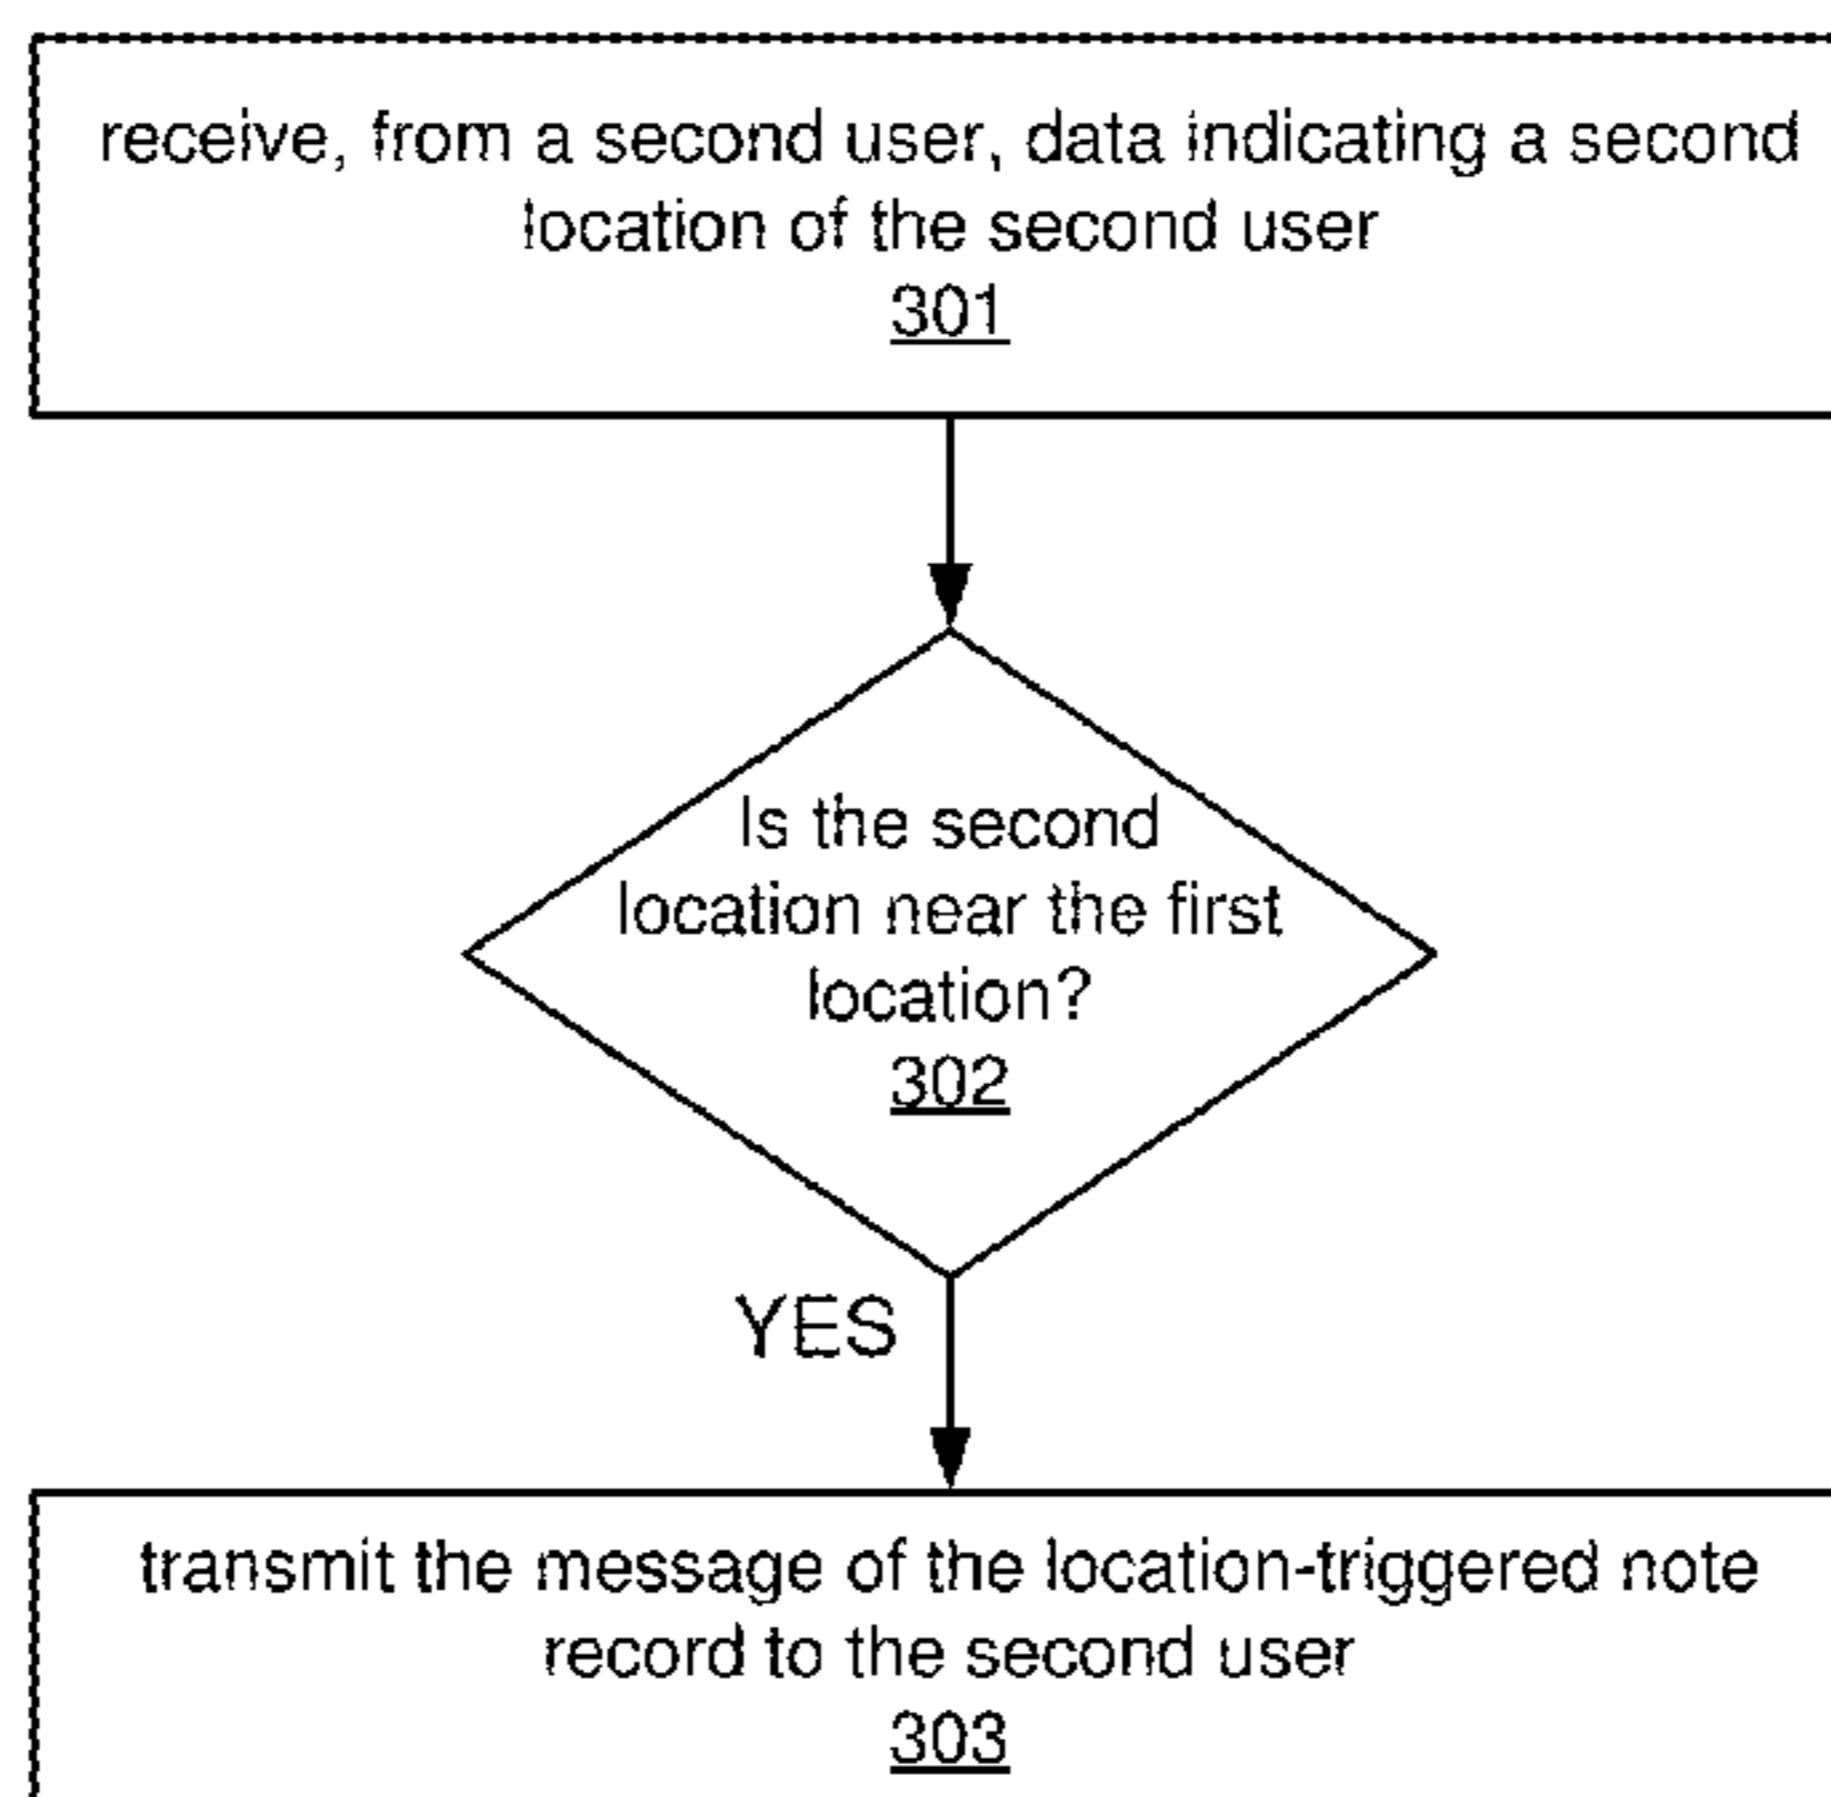 receive, from a second user, data indicating a second
location of the second user
301
Is the second
location near the first
location?
302
YES
transmit the message of the location-triggered note
record to the second user
303